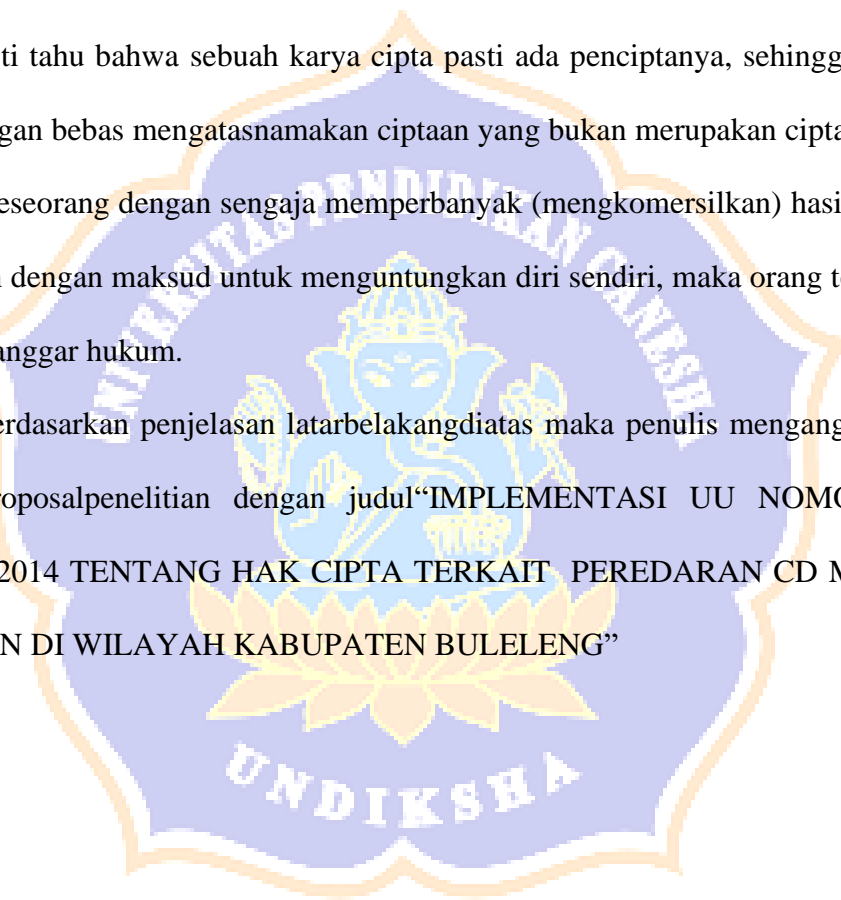 ti tahu bahwa sebuah karya cipta pasti ada penciptanya, sehingg
gan bebas mengatasnamakan ciptaan yang bukan merupakan cipta
eseorang dengan sengaja memperbanyak (mengkomersilkan) hasi
n dengan maksud untuk menguntungkan diri sendiri, maka orang te
anggar hukum.
erdasarkan penjelasan latarbelakangdiatas maka penulis mengang
roposalpenelitian dengan judul“IMPLEMENTASI UU NOMO
2014 TENTANG HAK CIPTA TERKAIT PEREDARAN CD M
N DI WILAYAH KABUPATEN BULELENG”
UNIVERSITAS PENDIDIKAN GANESHA
UNDIKSHA